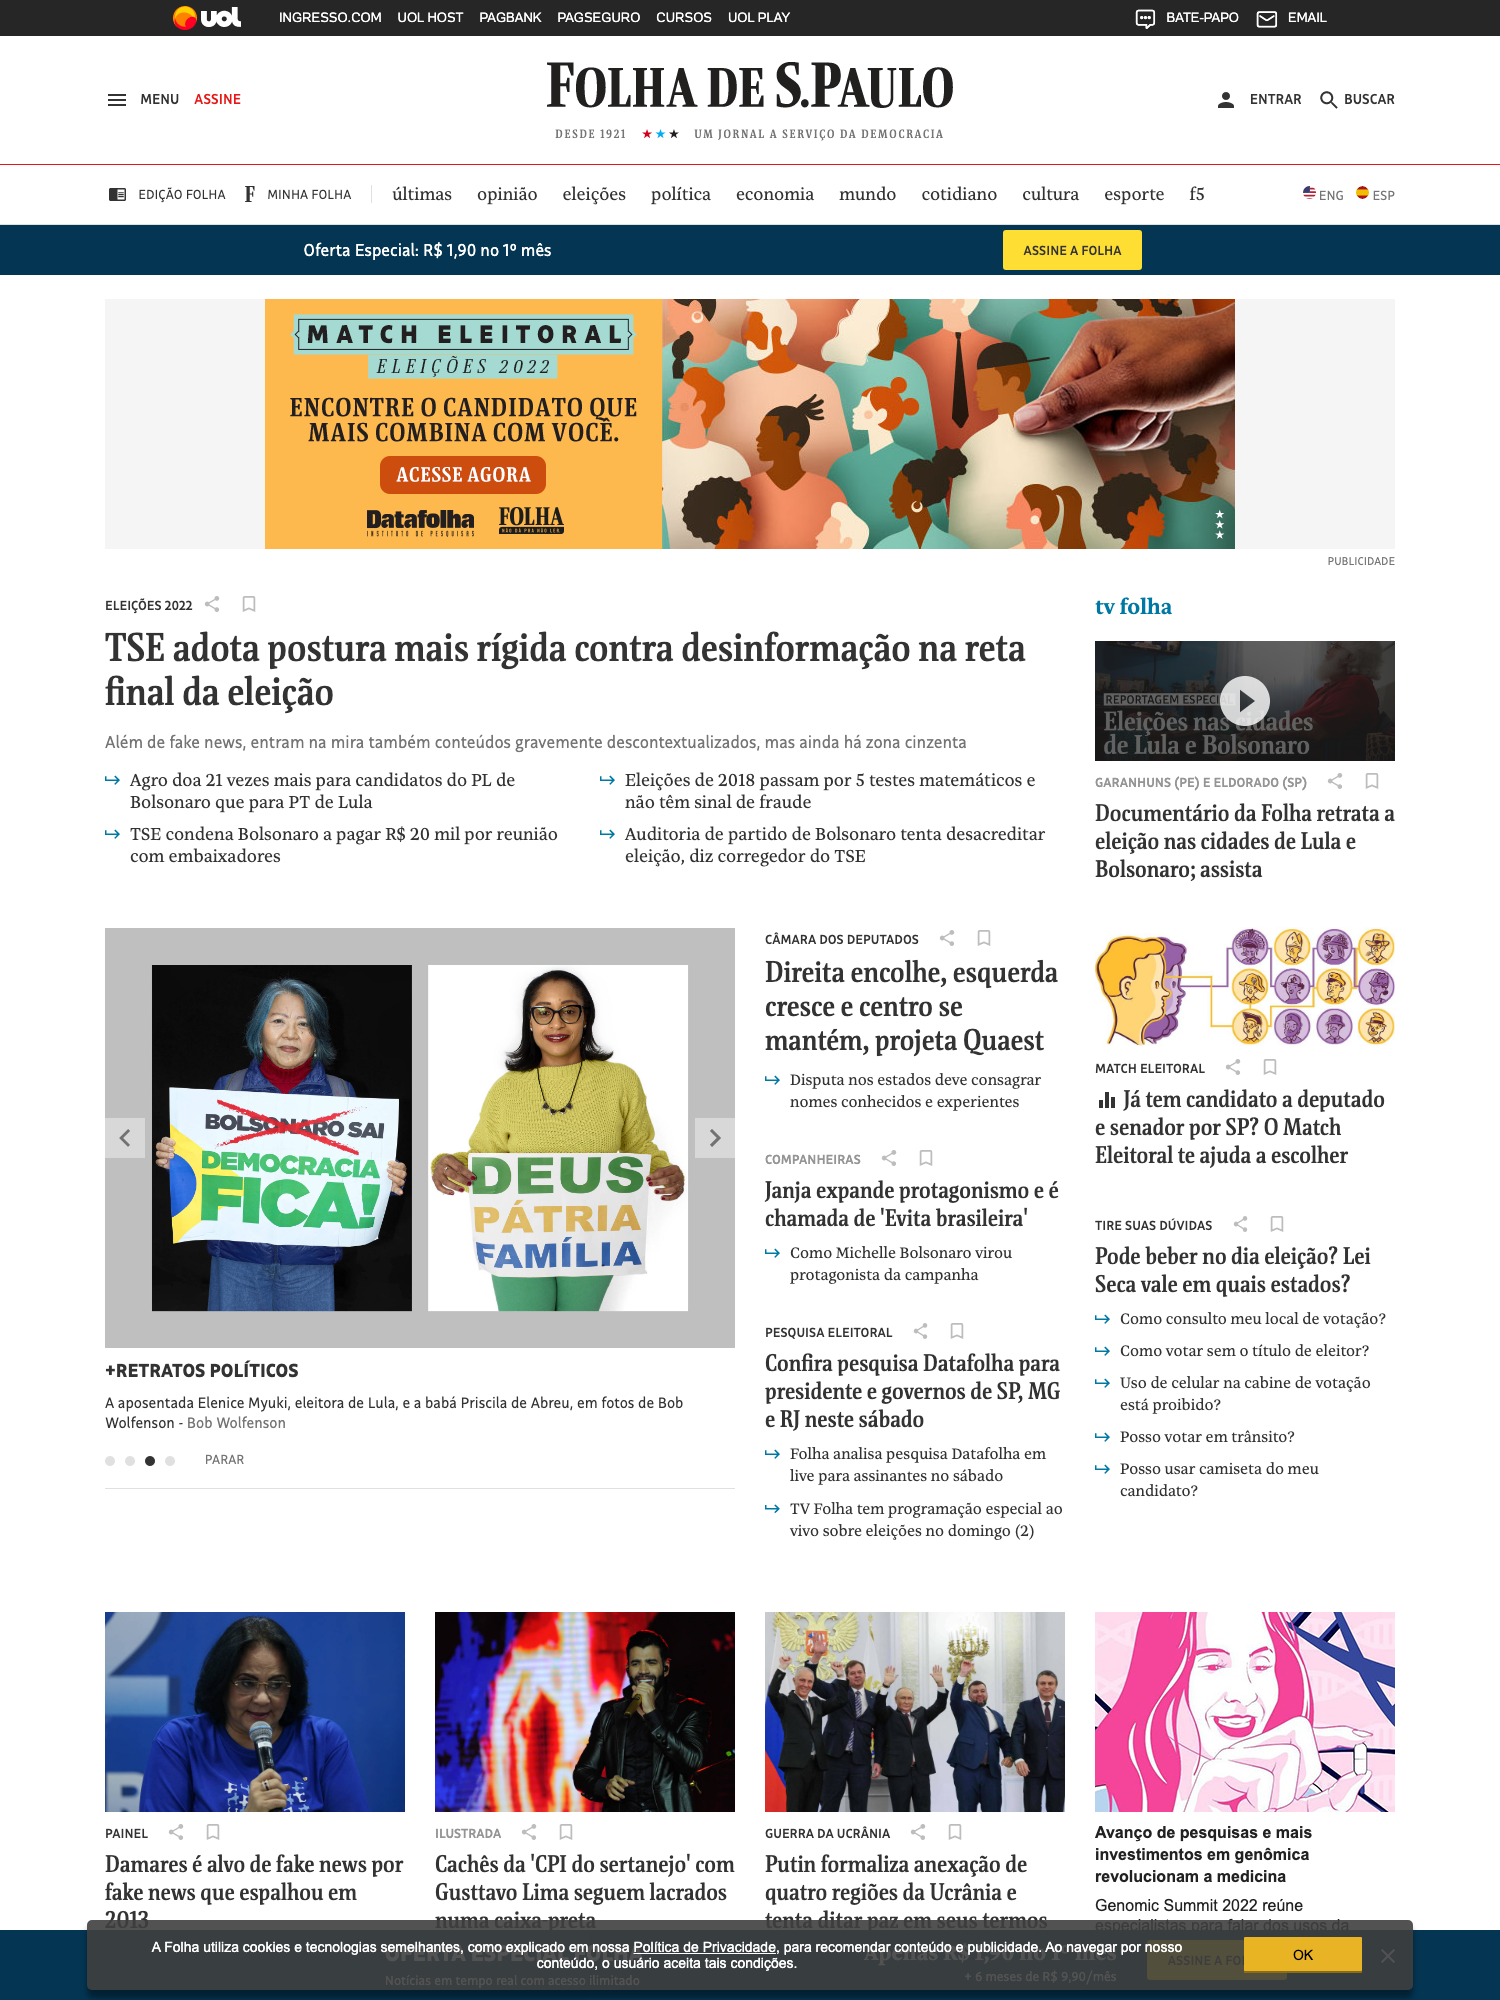 uol INGRESSO.COM UOL HOST PAGBANK PAGSEGURO CURSOS UOL PLAY BATE-PAPO EMAIL
MENU ASSINE
FOLHA DE S.PAULO
DESDE 1921 ★★★ UM JORNAL A SERVIÇO DA DEMOCRACIA
ENTRAR BUSCAR
EDIÇÃO FOLHA F MINHA FOLHA últimas opinião eleições política economia mundo cotidiano cultura esporte f5 ENG ESP
Oferta Especial: R$ 1,90 no 1º mês ASSINE A FOLHA
MATCH ELEITORAL
ELEIÇÕES 2022
ENCONTRE O CANDIDATO QUE
MAIS COMBINA COM VOCÊ.
ACESSE AGORA
Datafolha
INSTITUTO DE PESQUISAS
FOLHA
NÃO DÁ PRA NÃO LER.
PUBLICIDADE
ELEIÇÕES 2022
TSE adota postura mais rígida contra desinformação na reta
final da eleição
Além de fake news, entram na mira também conteúdos gravemente descontextualizados, mas ainda há zona cinzenta
Agro doa 21 vezes mais para candidatos do PL de
Bolsonaro que para PT de Lula
TSE condena Bolsonaro a pagar R$ 20 mil por reunião
com embaixadores
Eleições de 2018 passam por 5 testes matemáticos e
não têm sinal de fraude
Auditoria de partido de Bolsonaro tenta desacreditar
eleição, diz corregedor do TSE
tv folha
REPORTAGEM ESPECIAL
Eleições nas cidades
de Lula e Bolsonaro
GARANHUNS (PE) E ELDORADO (SP)
Documentário da Folha retrata a
eleição nas cidades de Lula e
Bolsonaro; assista
BOLSONARO SAI
DEMOCRACIA
FICA!
DEUS
PÁTRIA
FAMÍLIA
+RETRATOS POLÍTICOS
A aposentada Elenice Myuki, eleitora de Lula, e a babá Priscila de Abreu, em fotos de Bob
Wolfenson - Bob Wolfenson
PARAR
CÂMARA DOS DEPUTADOS
Direita encolhe, esquerda
cresce e centro se
mantém, projeta Quaest
Disputa nos estados deve consagrar
nomes conhecidos e experientes
COMPANHEIRAS
Janja expande protagonismo e é
chamada de 'Evita brasileira'
Como Michelle Bolsonaro virou
protagonista da campanha
PESQUISA ELEITORAL
Confira pesquisa Datafolha para
presidente e governos de SP, MG
e RJ neste sábado
Folha analisa pesquisa Datafolha em
live para assinantes no sábado
TV Folha tem programação especial ao
vivo sobre eleições no domingo (2)
MATCH ELEITORAL
Já tem candidato a deputado
e senador por SP? O Match
Eleitoral te ajuda a escolher
TIRE SUAS DÚVIDAS
Pode beber no dia eleição? Lei
Seca vale em quais estados?
Como consulto meu local de votação?
Como votar sem o título de eleitor?
Uso de celular na cabine de votação
está proibido?
Posso votar em trânsito?
Posso usar camiseta do meu
candidato?
PAINEL
Damares é alvo de fake news por
fake news que espalhou em
2013
ILUSTRADA
Cachês da 'CPI do sertanejo' com
Gusttavo Lima seguem lacrados
numa caixa-preta
GUERRA DA UCRÂNIA
Putin formaliza anexação de
quatro regiões da Ucrânia e
tenta ditar paz em seus termos
Avanço de pesquisas e mais
investimentos em genômica
revolucionam a medicina
Genomic Summit 2022 reúne
especialistas para falar dos usos da
A Folha utiliza cookies e tecnologias semelhantes, como explicado em nossa Política de Privacidade, para recomendar conteúdo e publicidade. Ao navegar por nosso
conteúdo, o usuário aceita tais condições.
OK
Notícias em tempo real com acesso ilimitado
Apenas R$ 1,90 no 1º mês
+ 6 meses de R$ 9,90/mês
ASSINE A FO